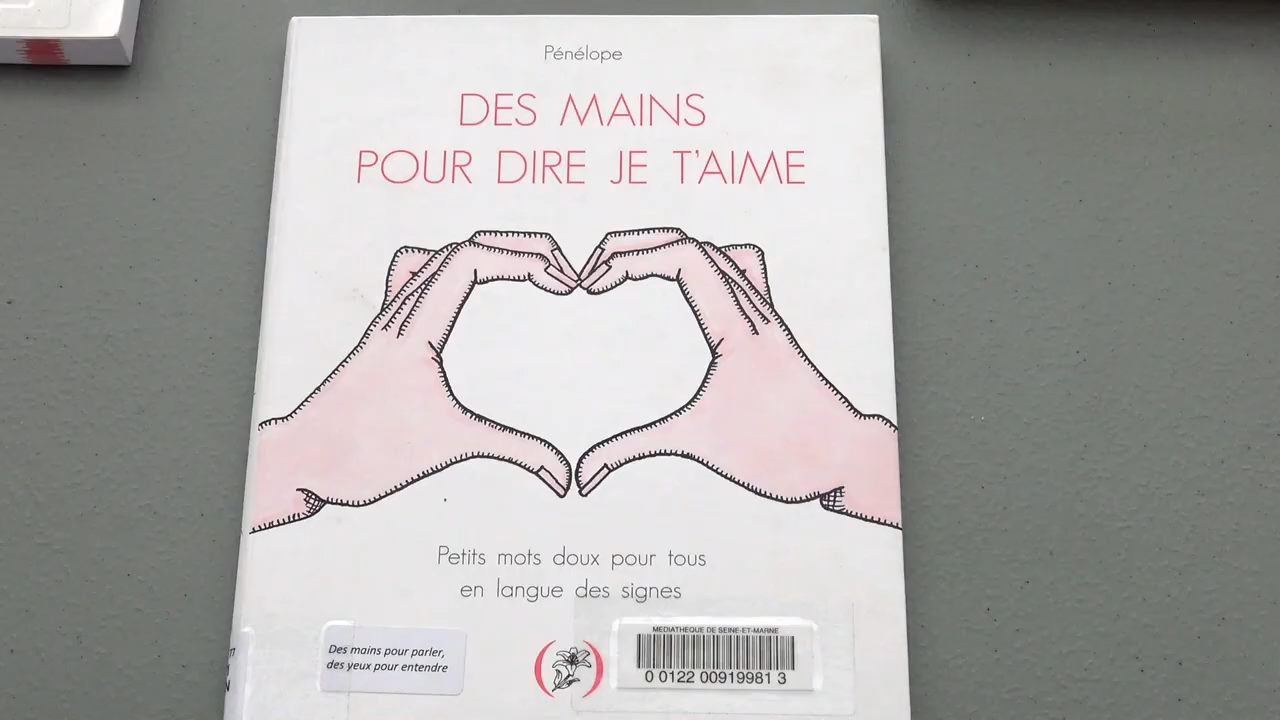 Pénélope
DES MAINS
POUR DIRE JE T'AIME
Petits mots doux pour tous
en langue des signes
Des mains pour parler,
des yeux pour entendre
MEDIATHEQUE DE SEINE-ET-MARNE
0 0122 00919981 3